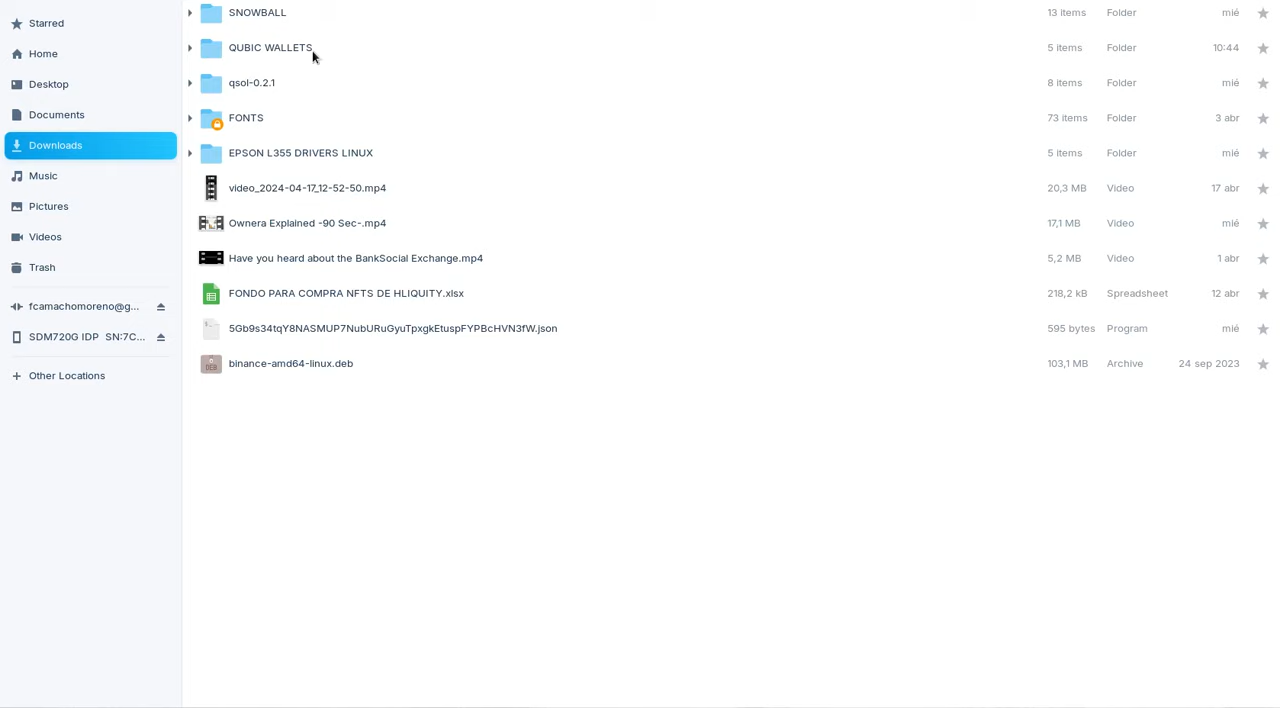 Starred
Home
Desktop
Documents
Downloads
Music
Pictures
Videos
Trash
fcamachomoreno@g...
SDM720G IDP SN:7C...
Other Locations
SNOWBALL 13 items Folder mié
QUBIC WALLETS 5 items Folder 10:44
qsol-0.2.1 8 items Folder mié
FONTS 73 items Folder 3 abr
EPSON L355 DRIVERS LINUX 5 items Folder mié
video_2024-04-17_12-52-50.mp4 20,3 MB Video 17 abr
Ownera Explained -90 Sec-.mp4 17,1 MB Video mié
Have you heard about the BankSocial Exchange.mp4 5,2 MB Video 1 abr
FONDO PARA COMPRA NFTS DE HLIQUITY.xlsx 218,2 kB Spreadsheet 12 abr
5Gb9s34tqY8NASMUP7NubURuGyuTpxgkEtuspFYPBcHVN3fW.json 595 bytes Program mié
DEB
binance-amd64-linux.deb 103,1 MB Archive 24 sep 2023